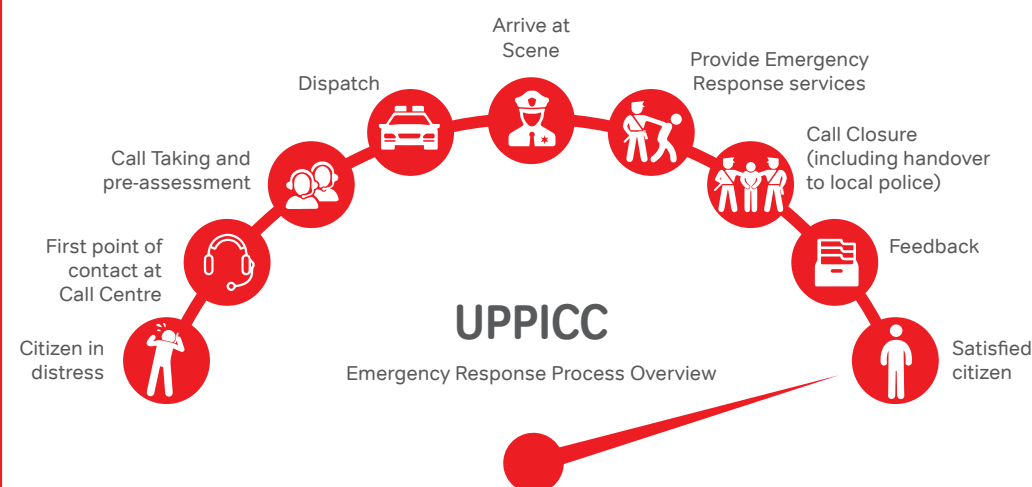 Citizen in
distress
First point of
contact at
Call Centre
Call Taking and
pre-assessment
Dispatch
Arrive at
Scene
Provide Emergency
Response services
Call Closure
(including handover
to local police)
Feedback
Satisfied
citizen
UPPICC
Emergency Response Process Overview